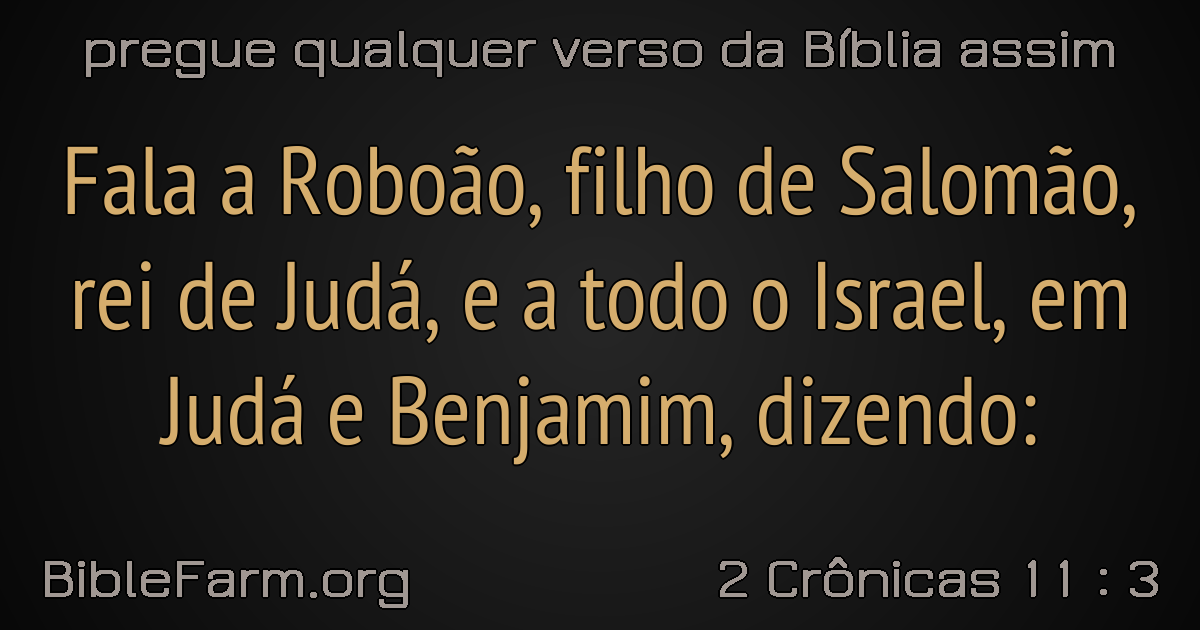 pregue qualquer verso da Bíblia assim
Fala a Roboão, filho de Salomão,
rei de Judá, e a todo o Israel, em
Judá e Benjamim, dizendo:
BibleFarm.org
2 Crônicas 11 : 3